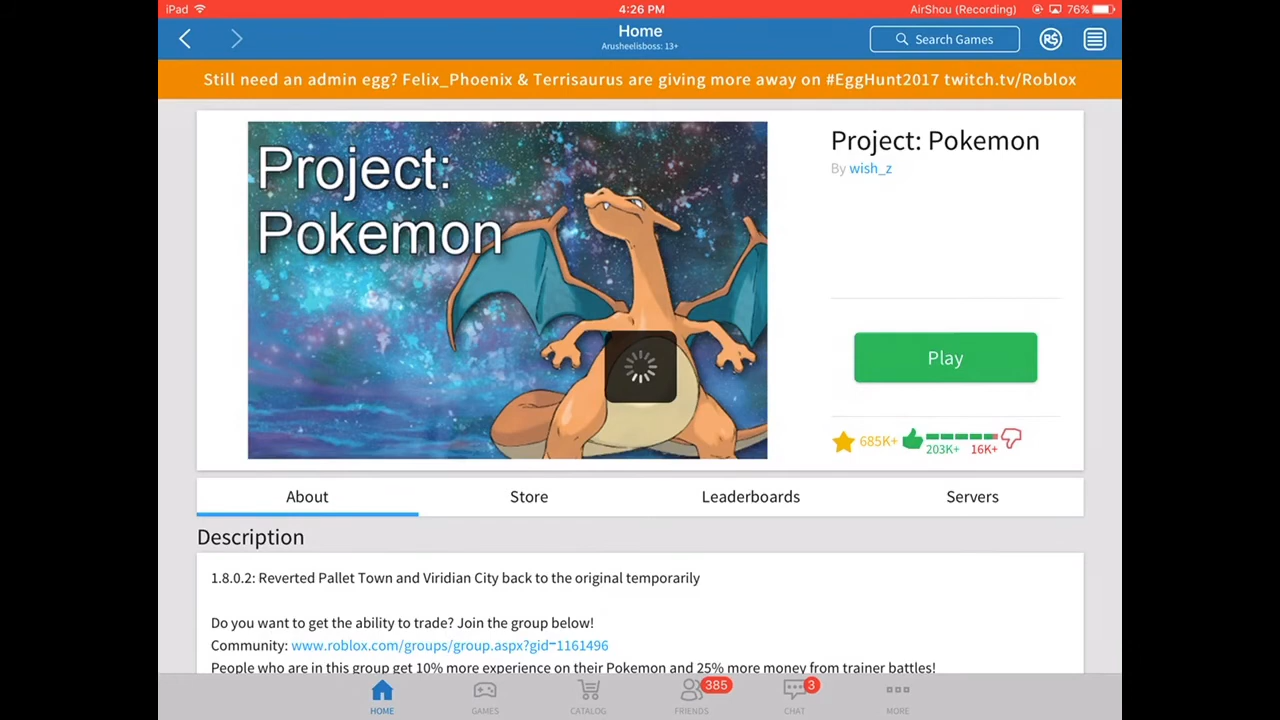 iPad 4:26 PM AirShou (Recording) 76%
Home
Arusheelisboss: 13+
Search Games
R$
Still need an admin egg? Felix_Phoenix & Terrisaurus are giving more away on #EggHunt2017 twitch.tv/Roblox
Project:
Pokemon
Project: Pokemon
By wish_z
Play
685K+ 203K+ 16K+
About Store Leaderboards Servers
Description
1.8.0.2: Reverted Pallet Town and Viridian City back to the original temporarily
Do you want to get the ability to trade? Join the group below!
Community: www.roblox.com/groups/group.aspx?gid=1161496
People who are in this group get 10% more experience on their Pokemon and 25% more money from trainer battles!
385 3
HOME GAMES CATALOG FRIENDS CHAT MORE